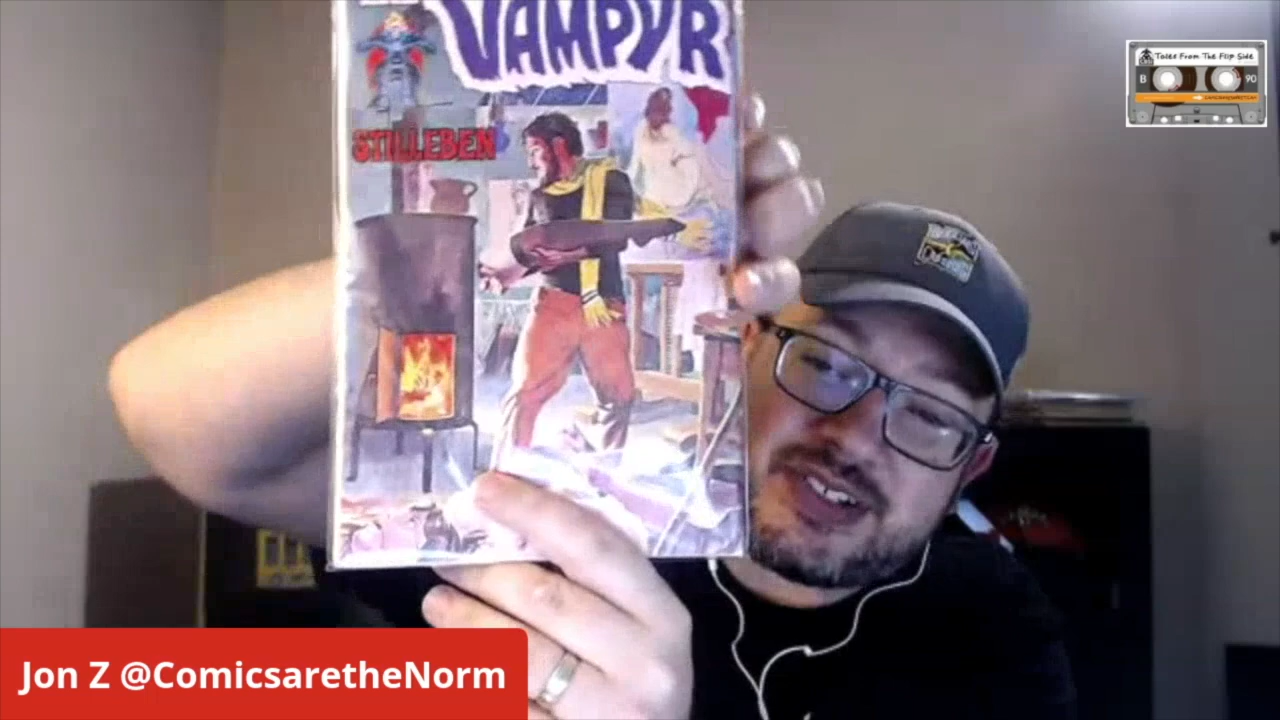 VAMPYR
STILLEBEN
Tales From The Flip Side
B
90
Jon Z @ComicsaretheNorm